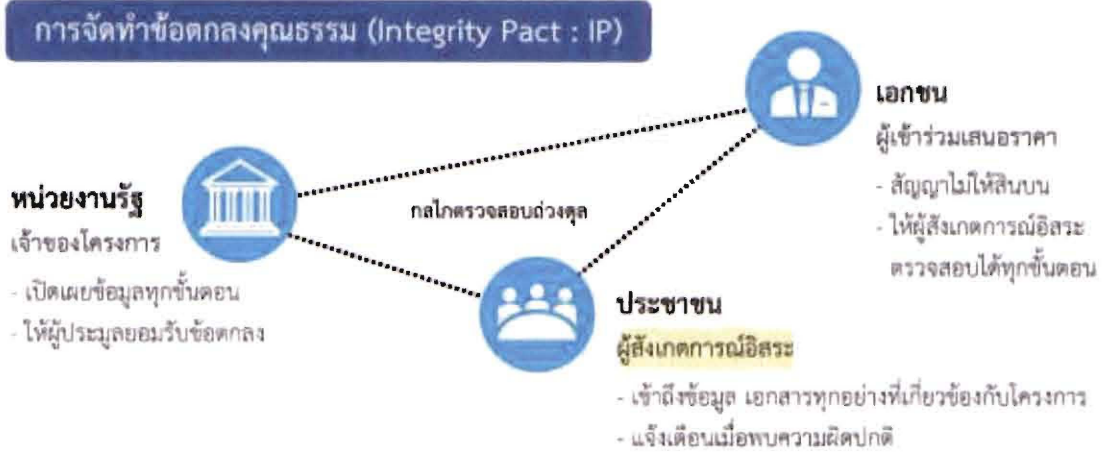 การจัดทำข้อตกลงคุณธรรม (Integrity Pact : IP)
เอกชน
ผู้เข้าร่วมเสนอราคา
- สัญญาไม่ให้สินบน
- ให้ผู้สังเกตการณ์อิสระ
ตรวจสอบได้ทุกขั้นตอน
หน่วยงานรัฐ
เจ้าของโครงการ
- เปิดเผยข้อมูลทุกขั้นตอน
- ให้ผู้ประมูลยอมรับข้อตกลง
กลไกตรวจสอบถ่วงดุล
ประชาชน
ผู้สังเกตการณ์อิสระ
- เข้าถึงข้อมูล เอกสารทุกอย่างที่เกี่ยวข้องกับโครงการ
- แจ้งเตือนเมื่อพบความผิดปกติ